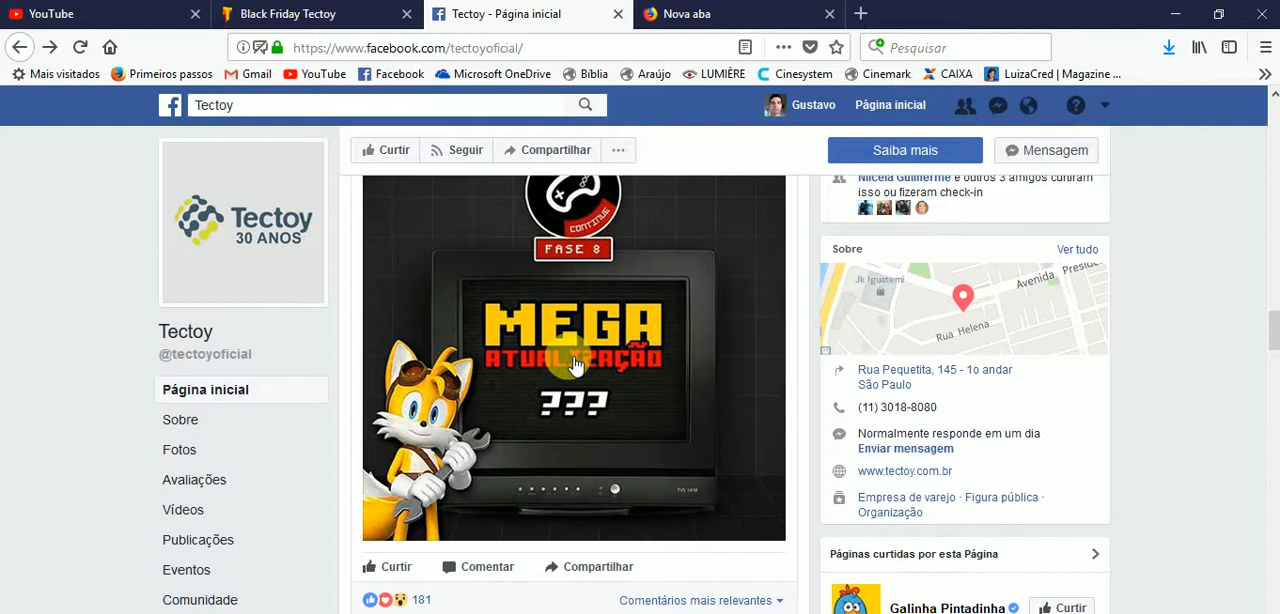 YouTube
Black Friday Tectoy
Tectoy - Página inicial
Nova aba
https://www.facebook.com/tectoyoficial/
Pesquisar
Mais visitados
Primeiros passos
Gmail
YouTube
Facebook
Microsoft OneDrive
Bíblia
Araújo
LUMIÈRE
Cinesystem
Cinemark
CAIXA
LuizaCred | Magazine ...
Tectoy
Gustavo
Página inicial
Curtir
Seguir
Compartilhar
Saiba mais
Mensagem
Tectoy
30 ANOS
Tectoy
@tectoyoficial
Página inicial
Sobre
Fotos
Avaliações
Vídeos
Publicações
Eventos
Comunidade
CONTINUE
FASE 8
MEGA
ATUALIZAÇÃO
???
Curtir
Comentar
Compartilhar
181
Comentários mais relevantes
Guilherme e outros 3 amigos curtiram
isso ou fizeram check-in
Sobre
Ver tudo
Jk Iguatemi
Avenida
Preside
Rua Helena
Rua Pequetita, 145 - 1o andar
São Paulo
(11) 3018-8080
Normalmente responde em um dia
Enviar mensagem
www.tectoy.com.br
Empresa de varejo · Figura pública ·
Organização
Páginas curtidas por esta Página
Galinha Pintadinha
Curtir